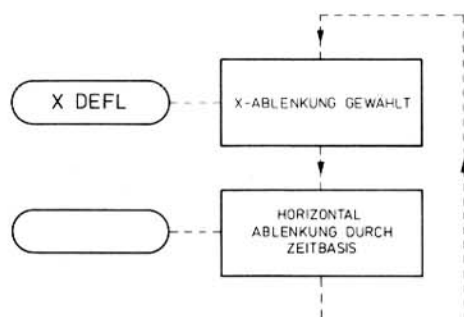 X DEFL
X-ABLENKUNG GEWÄHLT
HORIZONTAL
ABLENKUNG DURCH
ZEITBASIS